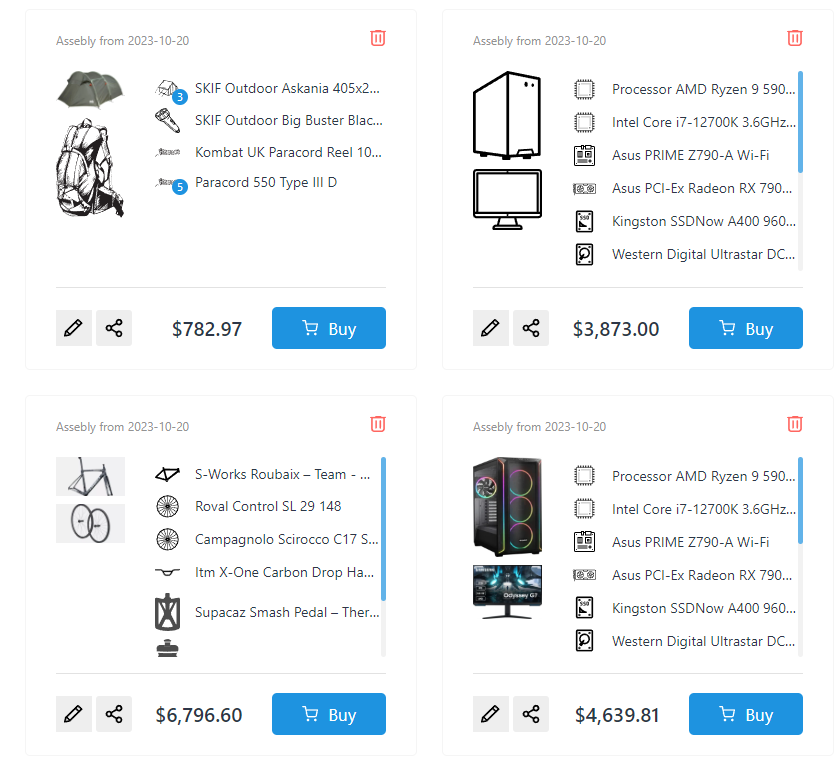 Assebly from 2023-10-20
3
SKIF Outdoor Askania 405x2...
SKIF Outdoor Big Buster Blac...
Kombat UK Paracord Reel 10...
5
Paracord 550 Type III D
$782.97
Buy
Assebly from 2023-10-20
Processor AMD Ryzen 9 590...
Intel Core i7-12700K 3.6GHz...
Asus PRIME Z790-A Wi-Fi
Asus PCI-Ex Radeon RX 790...
Kingston SSDNow A400 960...
Western Digital Ultrastar DC...
$3,873.00
Buy
Assebly from 2023-10-20
S-Works Roubaix – Team - ...
Roval Control SL 29 148
Campagnolo Scirocco C17 S...
Itm X-One Carbon Drop Ha...
Supacaz Smash Pedal – Ther...
$6,796.60
Buy
Assebly from 2023-10-20
Odyssey G7
Processor AMD Ryzen 9 590...
Intel Core i7-12700K 3.6GHz...
Asus PRIME Z790-A Wi-Fi
Asus PCI-Ex Radeon RX 790...
Kingston SSDNow A400 960...
Western Digital Ultrastar DC...
$4,639.81
Buy